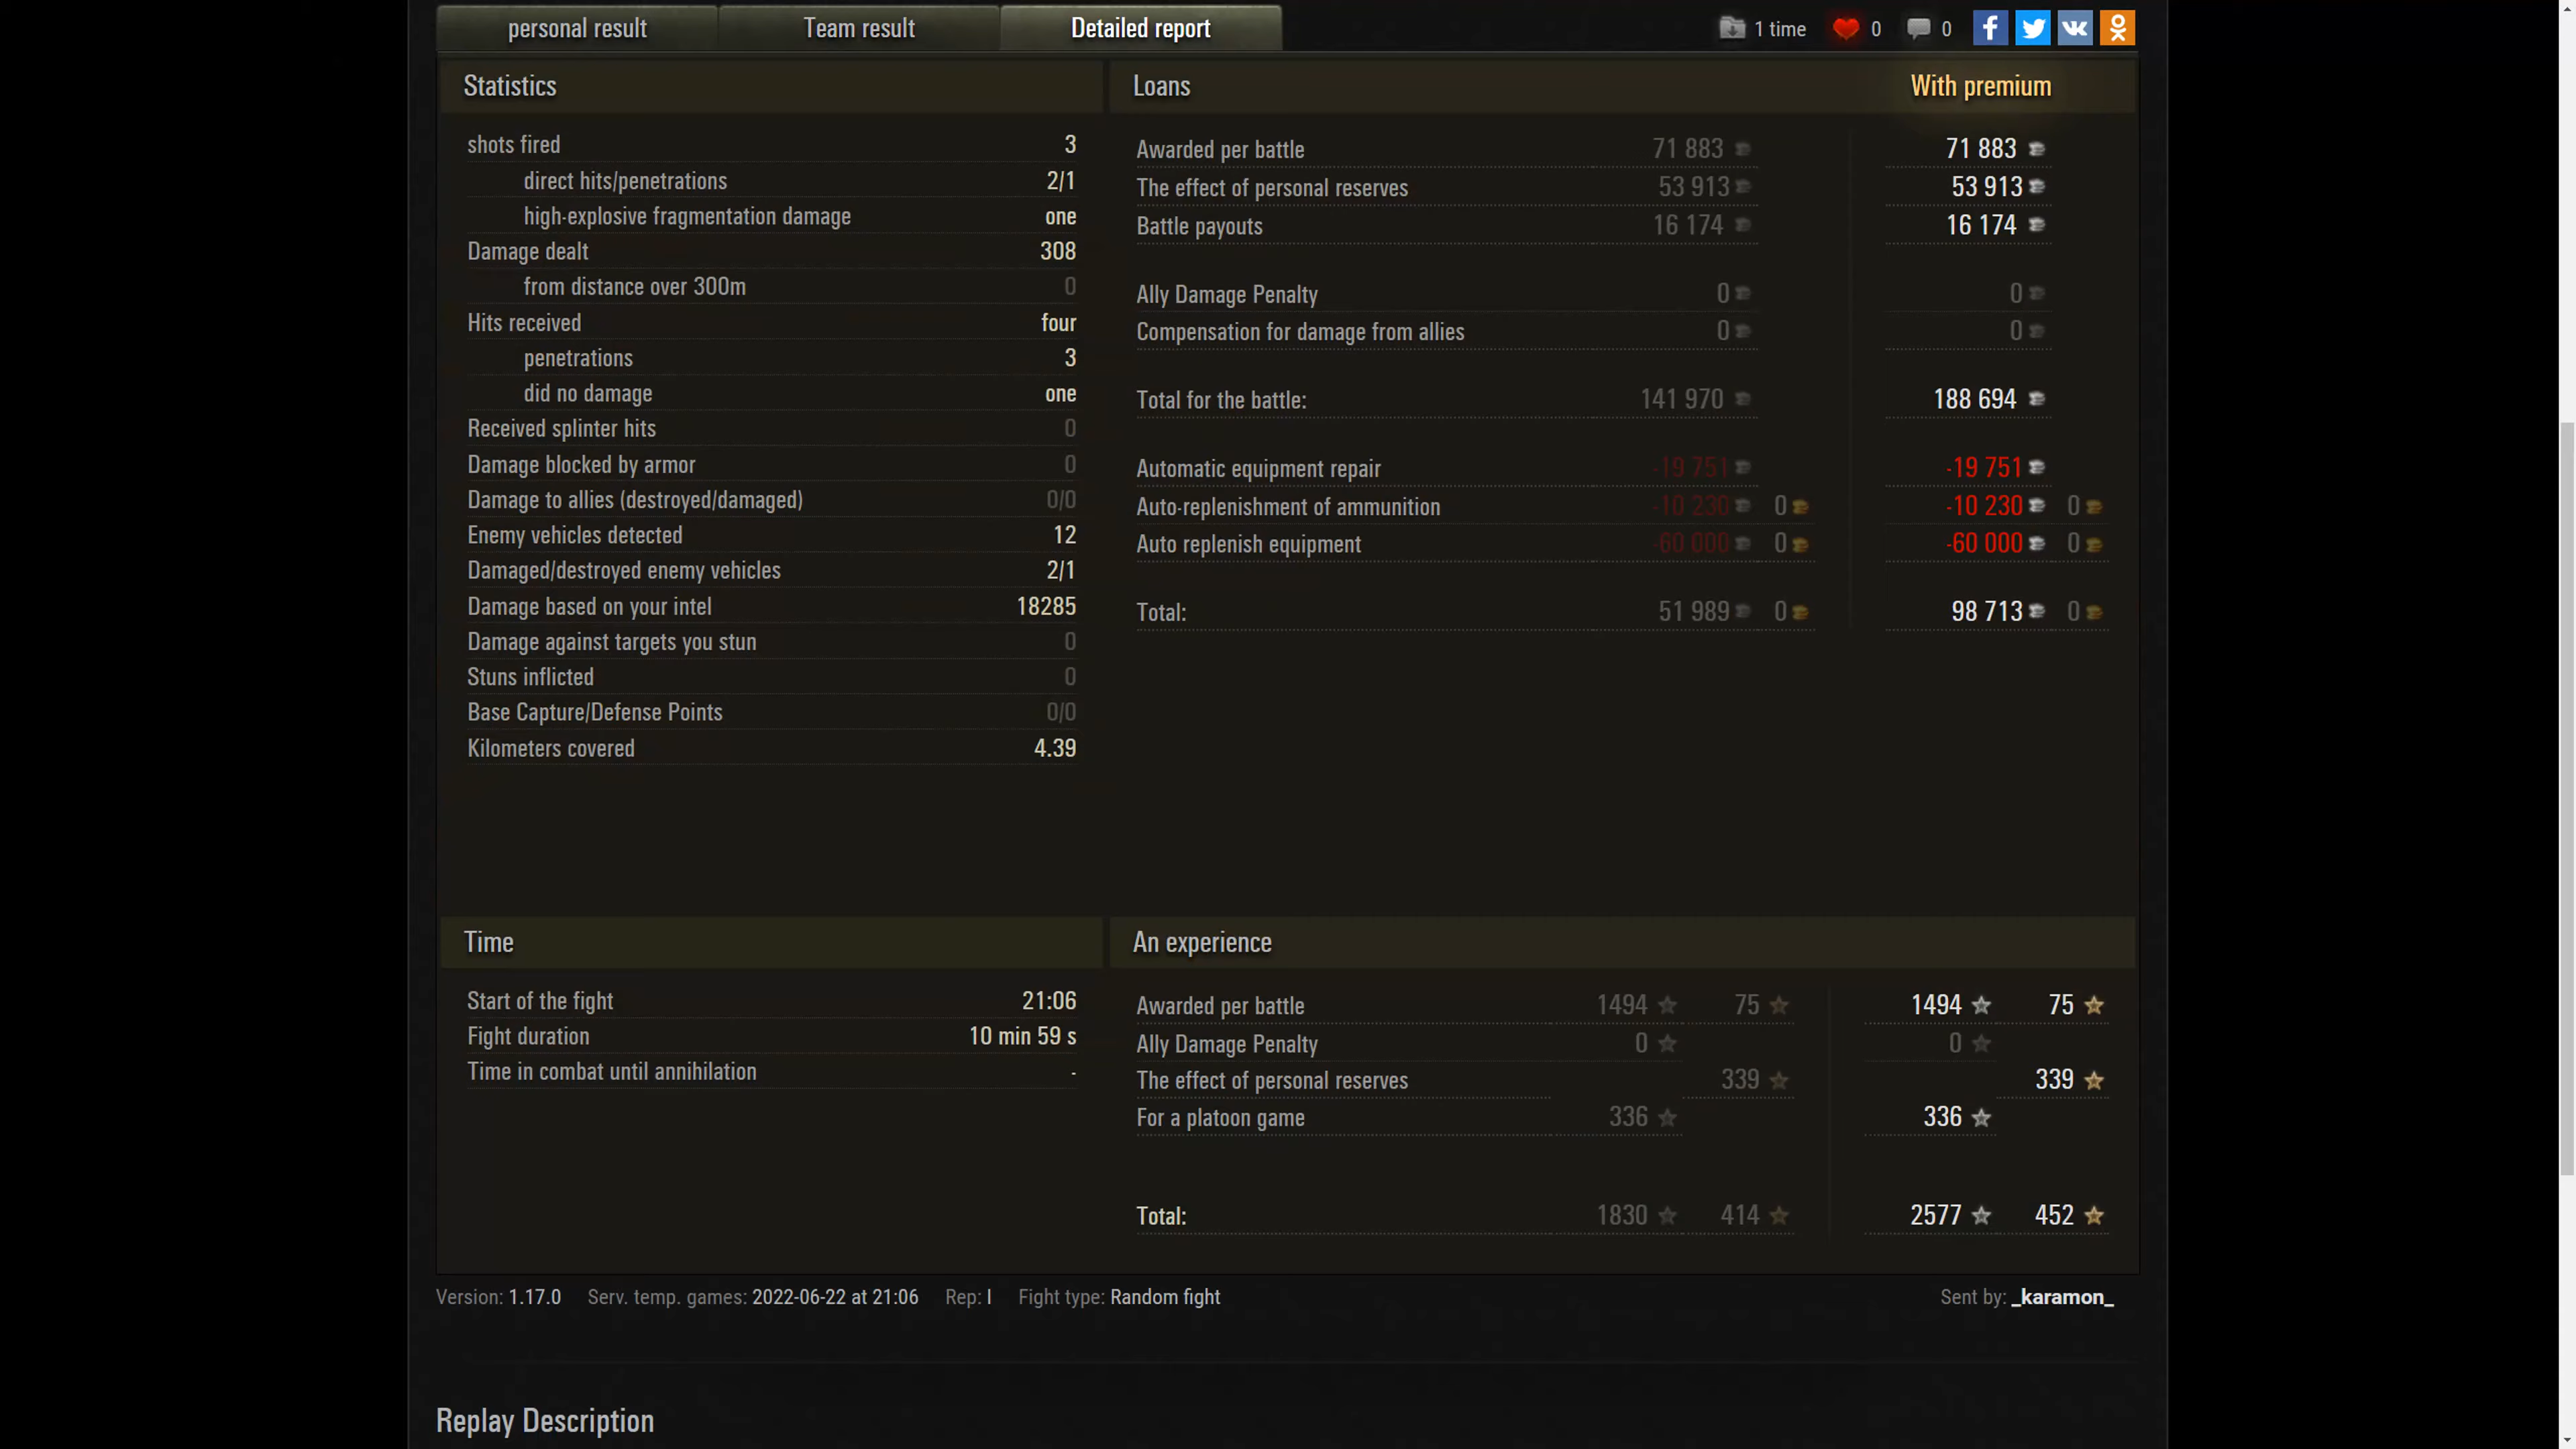 personal result
Team result
Detailed report
1 time
0
0
Statistics
shots fired 3
direct hits/penetrations 2/1
high-explosive fragmentation damage one
Damage dealt 308
from distance over 300m 0
Hits received four
penetrations 3
did no damage one
Received splinter hits 0
Damage blocked by armor 0
Damage to allies (destroyed/damaged) 0/0
Enemy vehicles detected 12
Damaged/destroyed enemy vehicles 2/1
Damage based on your intel 18285
Damage against targets you stun 0
Stuns inflicted 0
Base Capture/Defense Points 0/0
Kilometers covered 4.39
Loans With premium
Awarded per battle 71 883 71 883
The effect of personal reserves 53 913 53 913
Battle payouts 16 174 16 174
Ally Damage Penalty 0 0
Compensation for damage from allies 0 0
Total for the battle: 141 970 188 694
Automatic equipment repair -19 751 -19 751
Auto-replenishment of ammunition -10 230 0 -10 230 0
Auto replenish equipment -60 000 0 -60 000 0
Total: 51 989 0 98 713 0
Time
Start of the fight 21:06
Fight duration 10 min 59 s
Time in combat until annihilation -
An experience
Awarded per battle 1494 75 1494 75
Ally Damage Penalty 0 0
The effect of personal reserves 339 339
For a platoon game 336 336
Total: 1830 414 2577 452
Version: 1.17.0 Serv. temp. games: 2022-06-22 at 21:06 Rep: I Fight type: Random fight Sent by: _karamon_
Replay Description